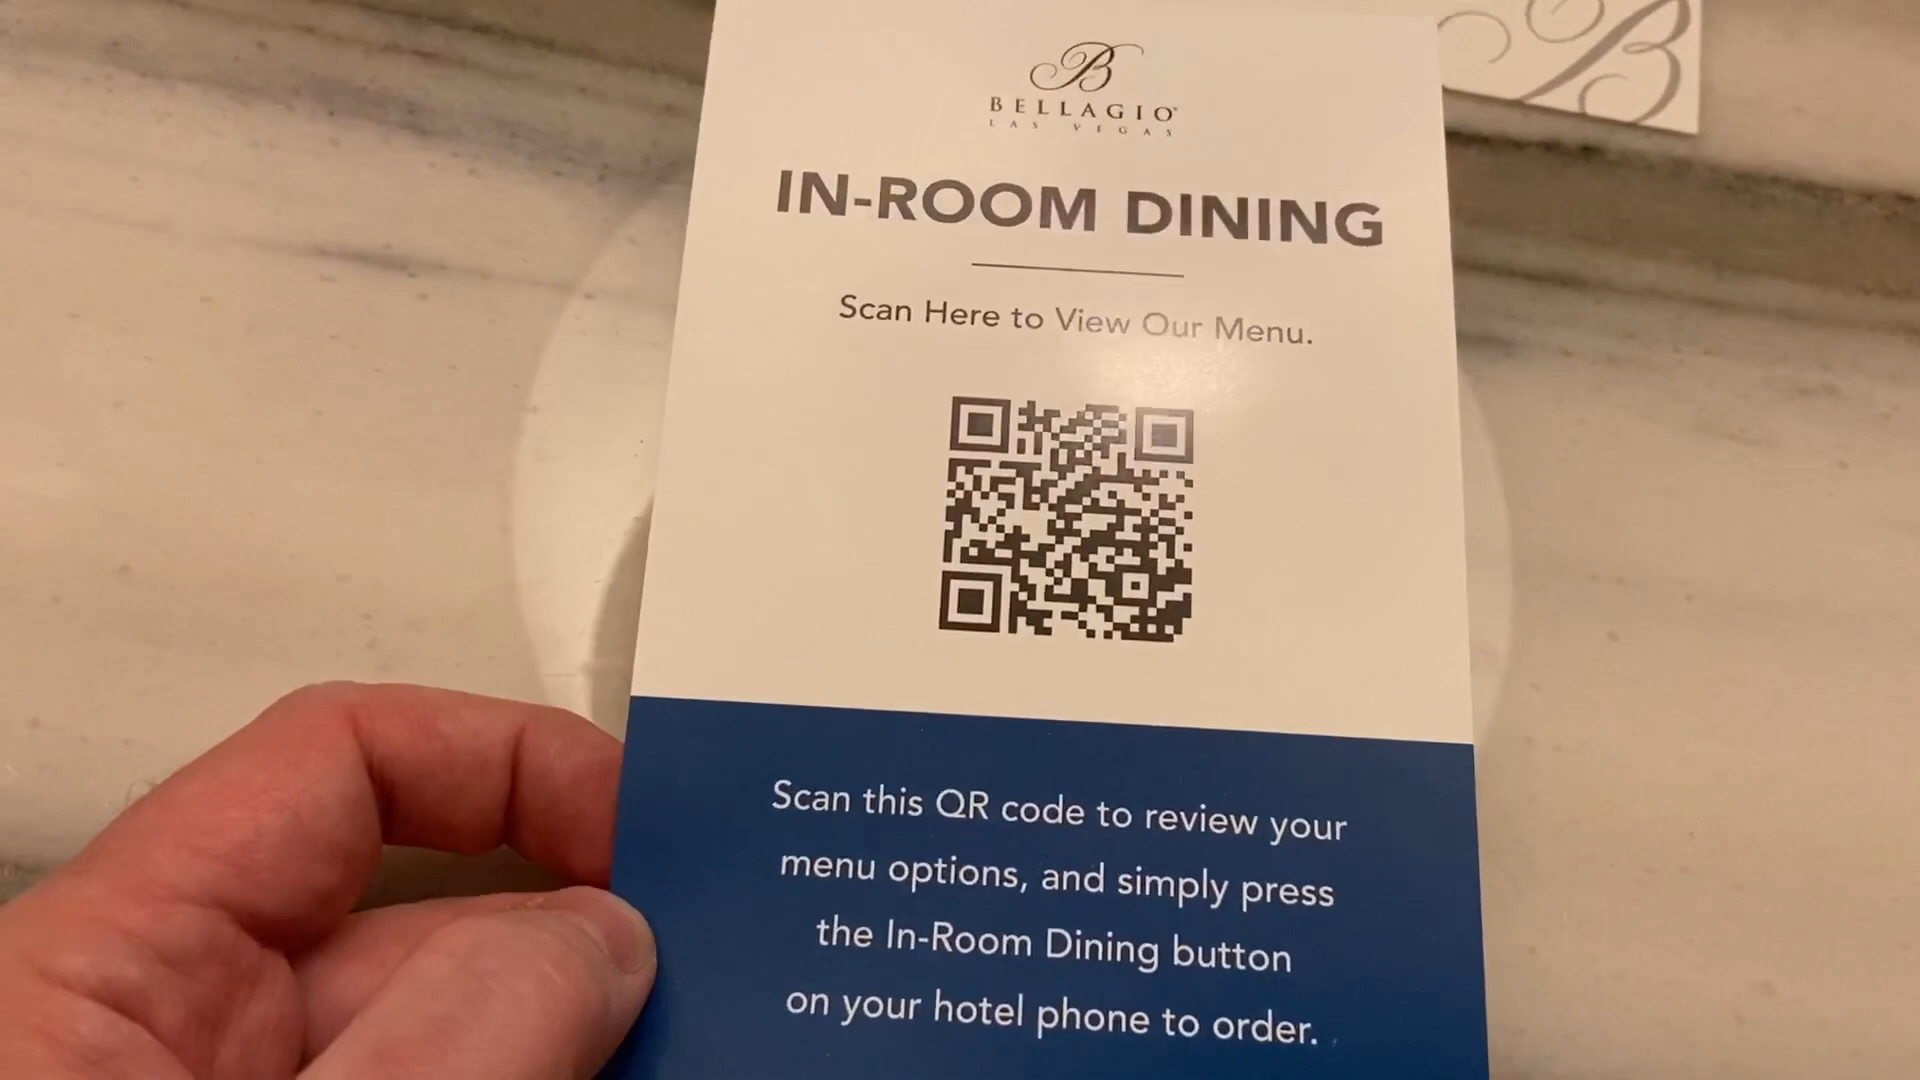 B
BELLAGIO
LAS VEGAS
IN-ROOM DINING
Scan Here to View Our Menu.
Scan this QR code to review your
menu options, and simply press
the In-Room Dining button
on your hotel phone to order.
B